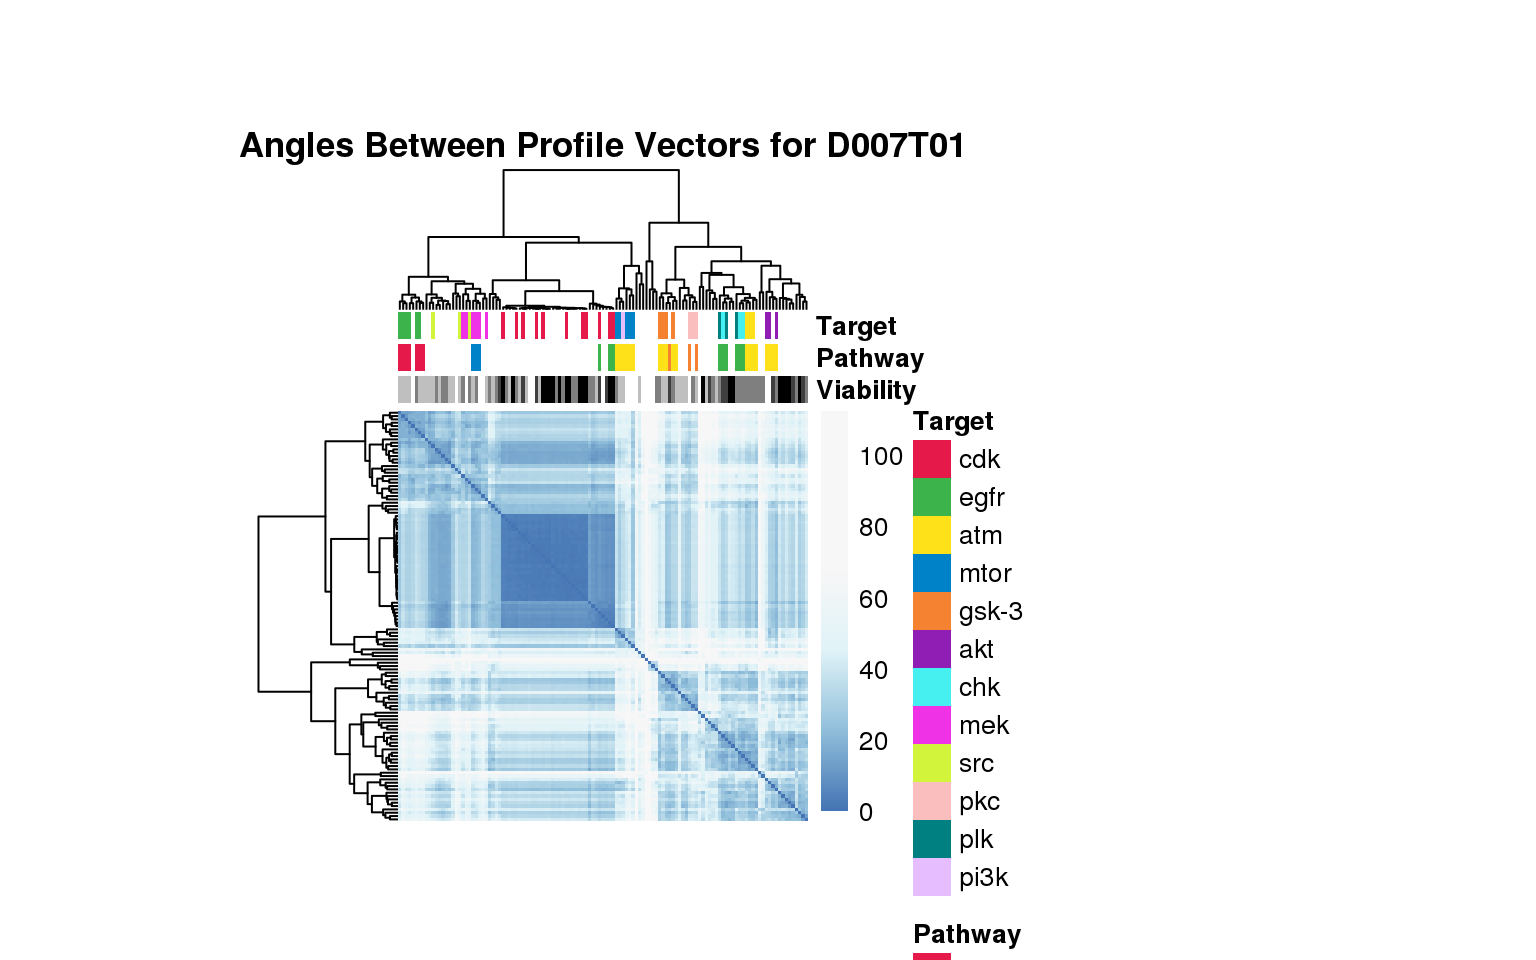 Angles Between Profile Vectors for D007T01
Target
Pathway
Viability
100
80
60
40
20
0
Target
cdk
egfr
atm
mtor
gsk-3
akt
chk
mek
src
pkc
plk
pi3k
Pathway